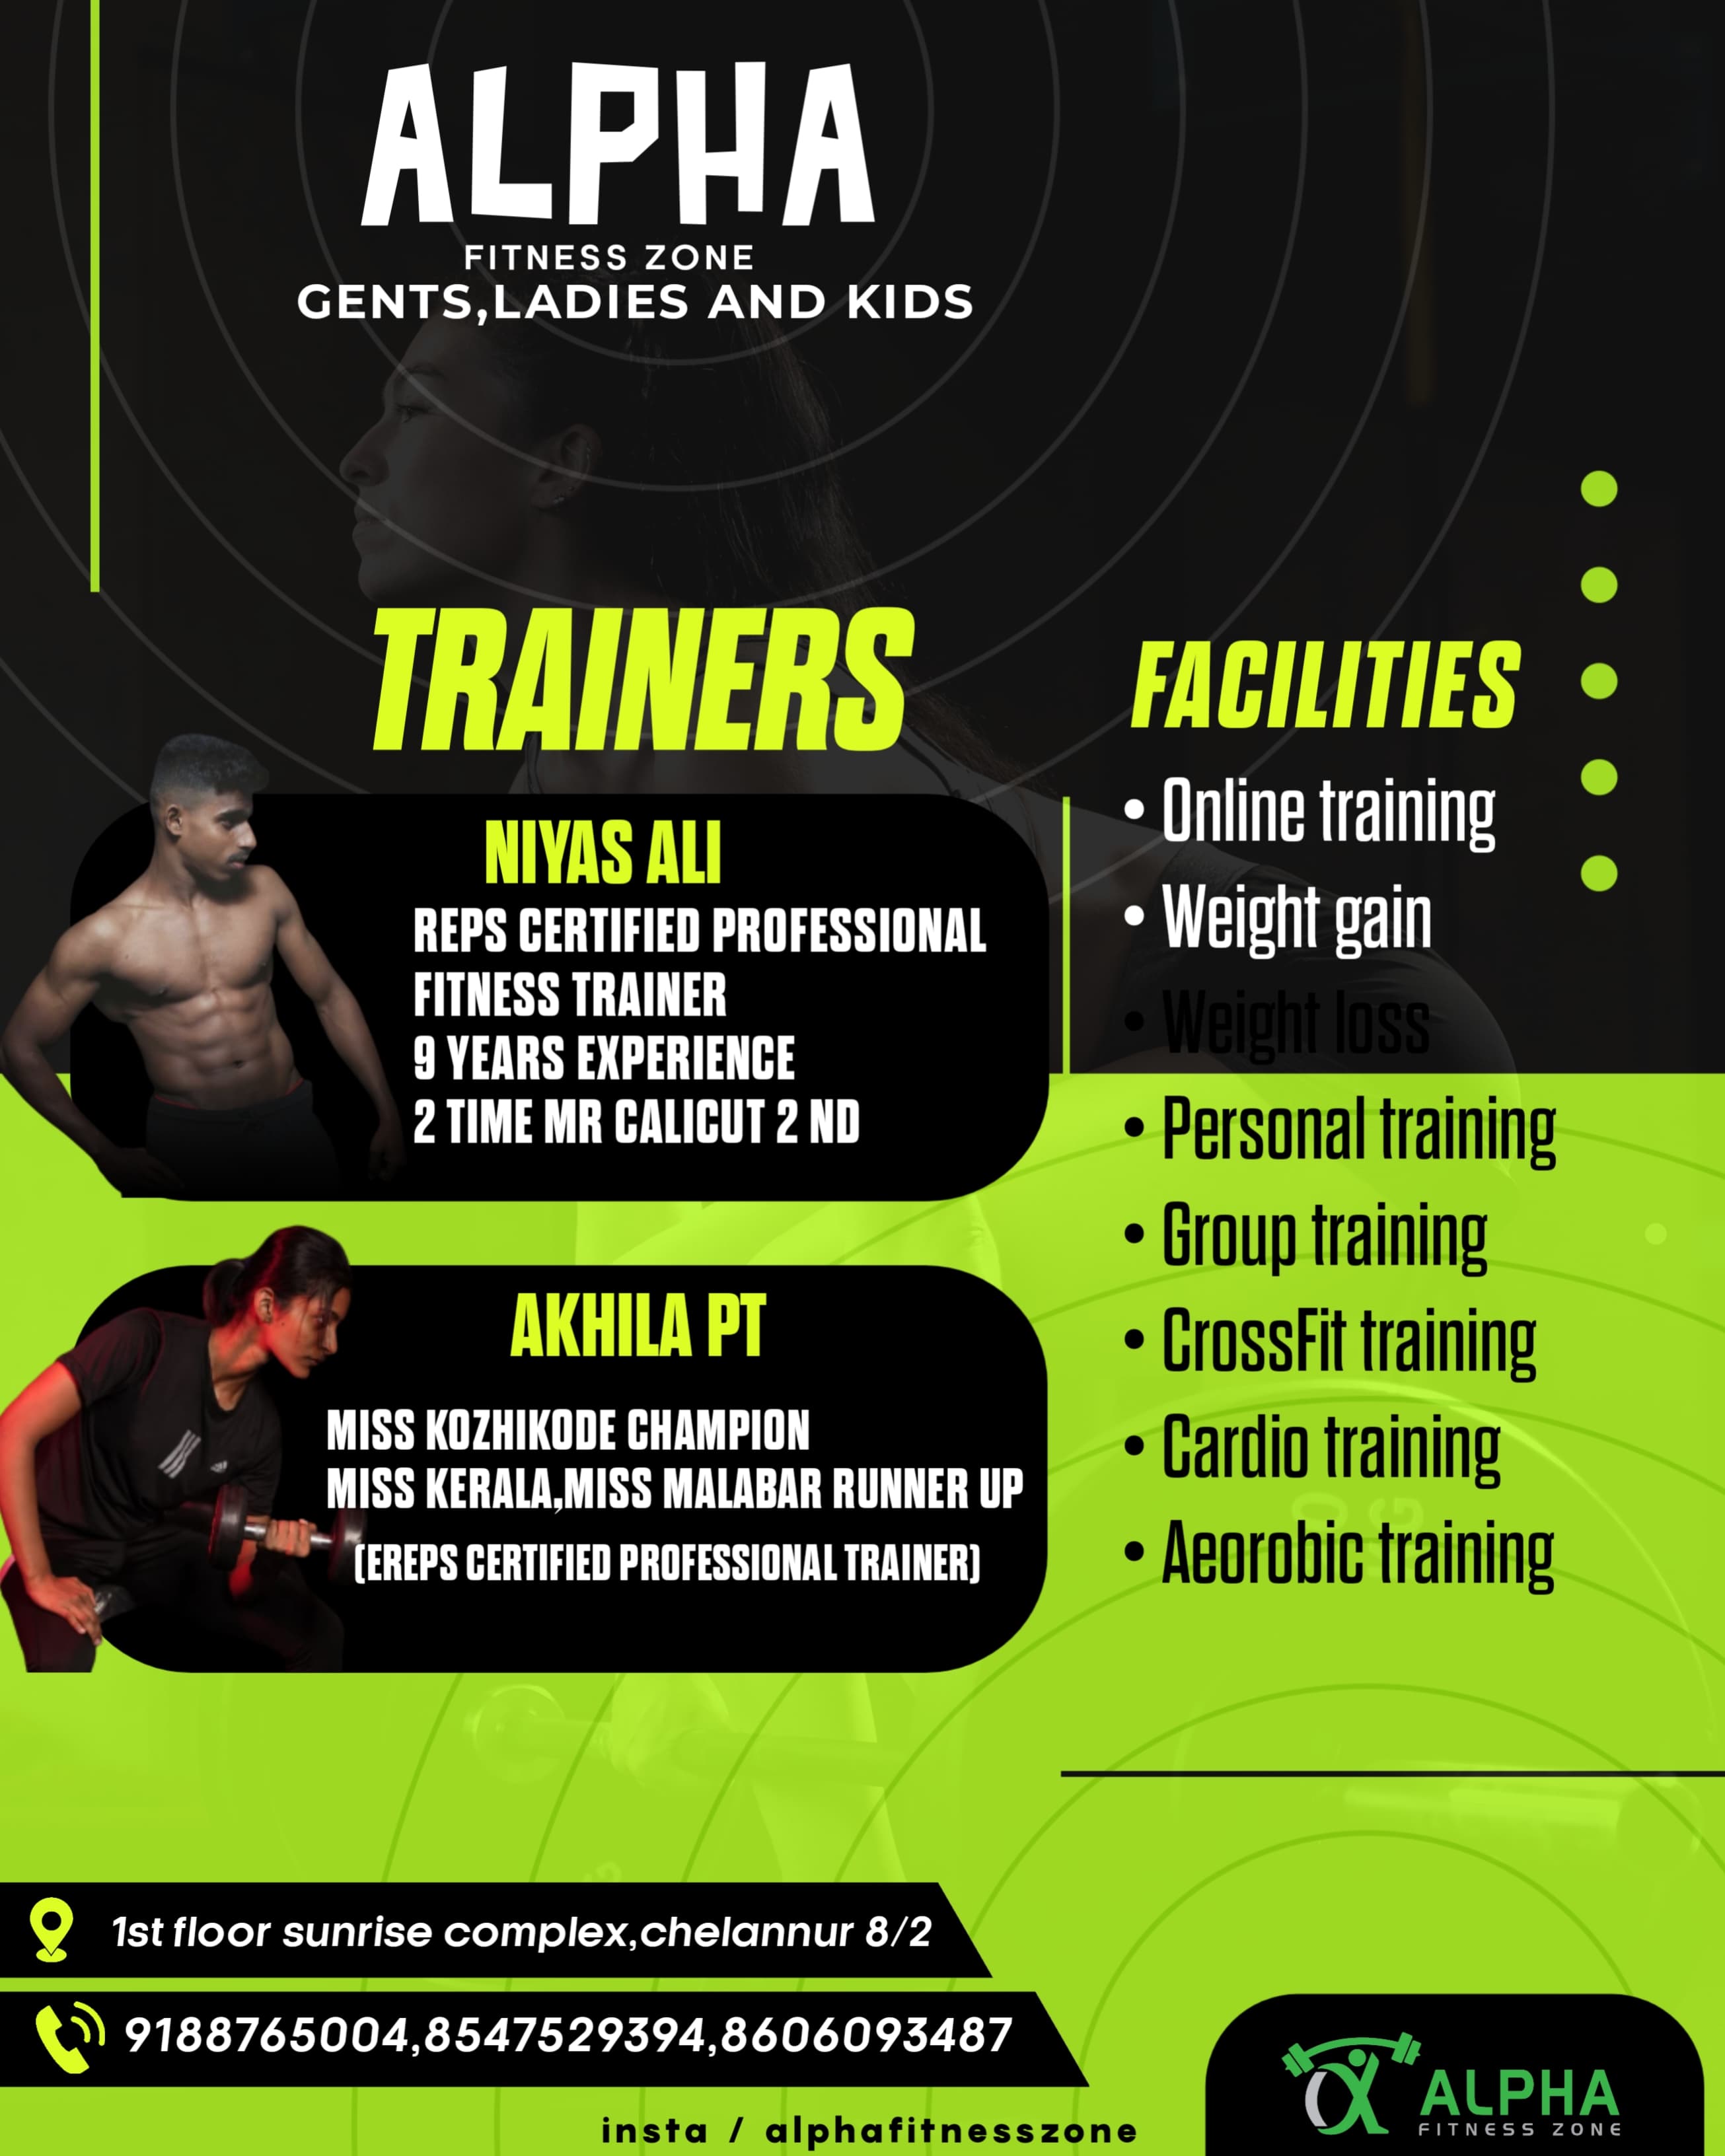 ALPHA
FITNESS ZONE
GENTS,LADIES AND KIDS
TRAINERS
NIYAS ALI
REPS CERTIFIED PROFESSIONAL
FITNESS TRAINER
9 YEARS EXPERIENCE
2 TIME MR CALICUT 2 ND
AKHILA PT
MISS KOZHIKODE CHAMPION
MISS KERALA,MISS MALABAR RUNNER UP
(EREPS CERTIFIED PROFESSIONAL TRAINER)
FACILITIES
• Online training
• Weight gain
• Weight loss
• Personal training
• Group training
• CrossFit training
• Cardio training
• Aeorobic training
1st floor sunrise complex,chelannur 8/2
9188765004,8547529394,8606093487
insta / alphafitnesszone
ALPHA
FITNESS ZONE